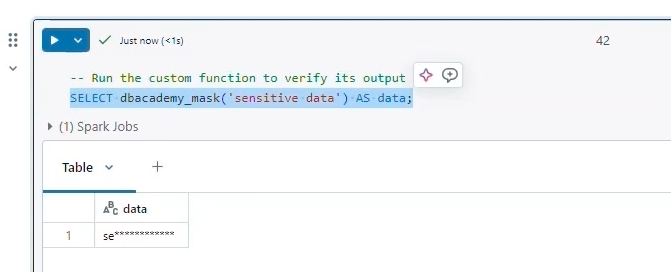 Just now (<1s)
42
-- Run the custom function to verify its output
SELECT dbacademy_mask('sensitive data') AS data;
(1) Spark Jobs
Table
ABC data
1
se************